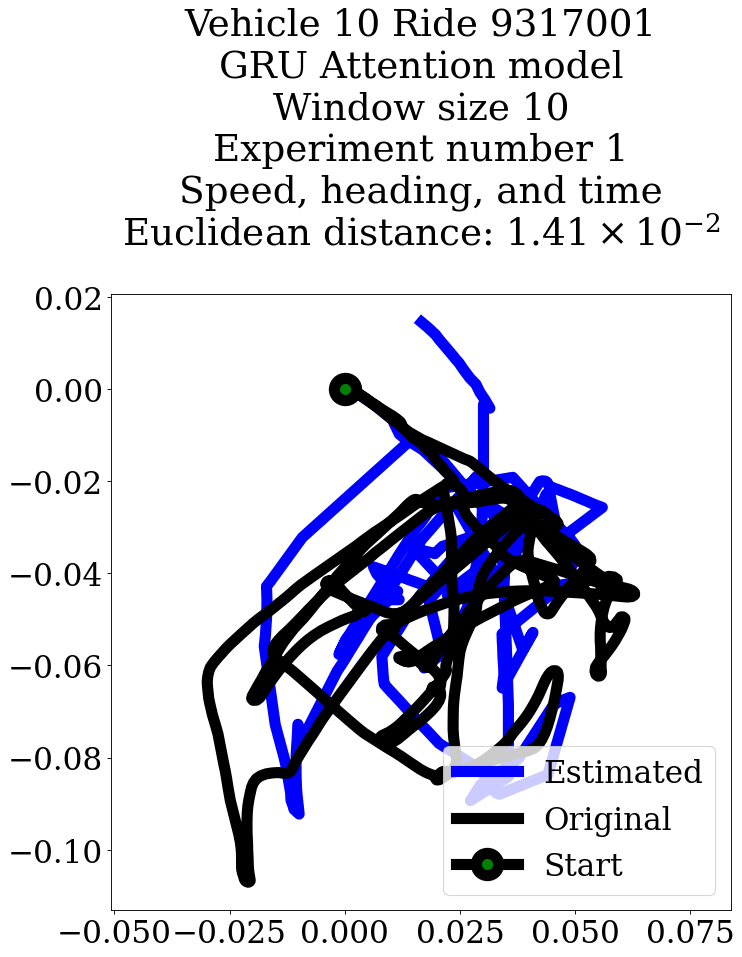 Vehicle 10 Ride 9317001
GRU Attention model
Window size 10
Experiment number 1
Speed, heading, and time
Euclidean distance: 1.41 × 10⁻²
0.02
0.00
−0.02
−0.04
−0.06
−0.08
−0.10
Estimated
Original
Start
−0.050 −0.025 0.000 0.025 0.050 0.075